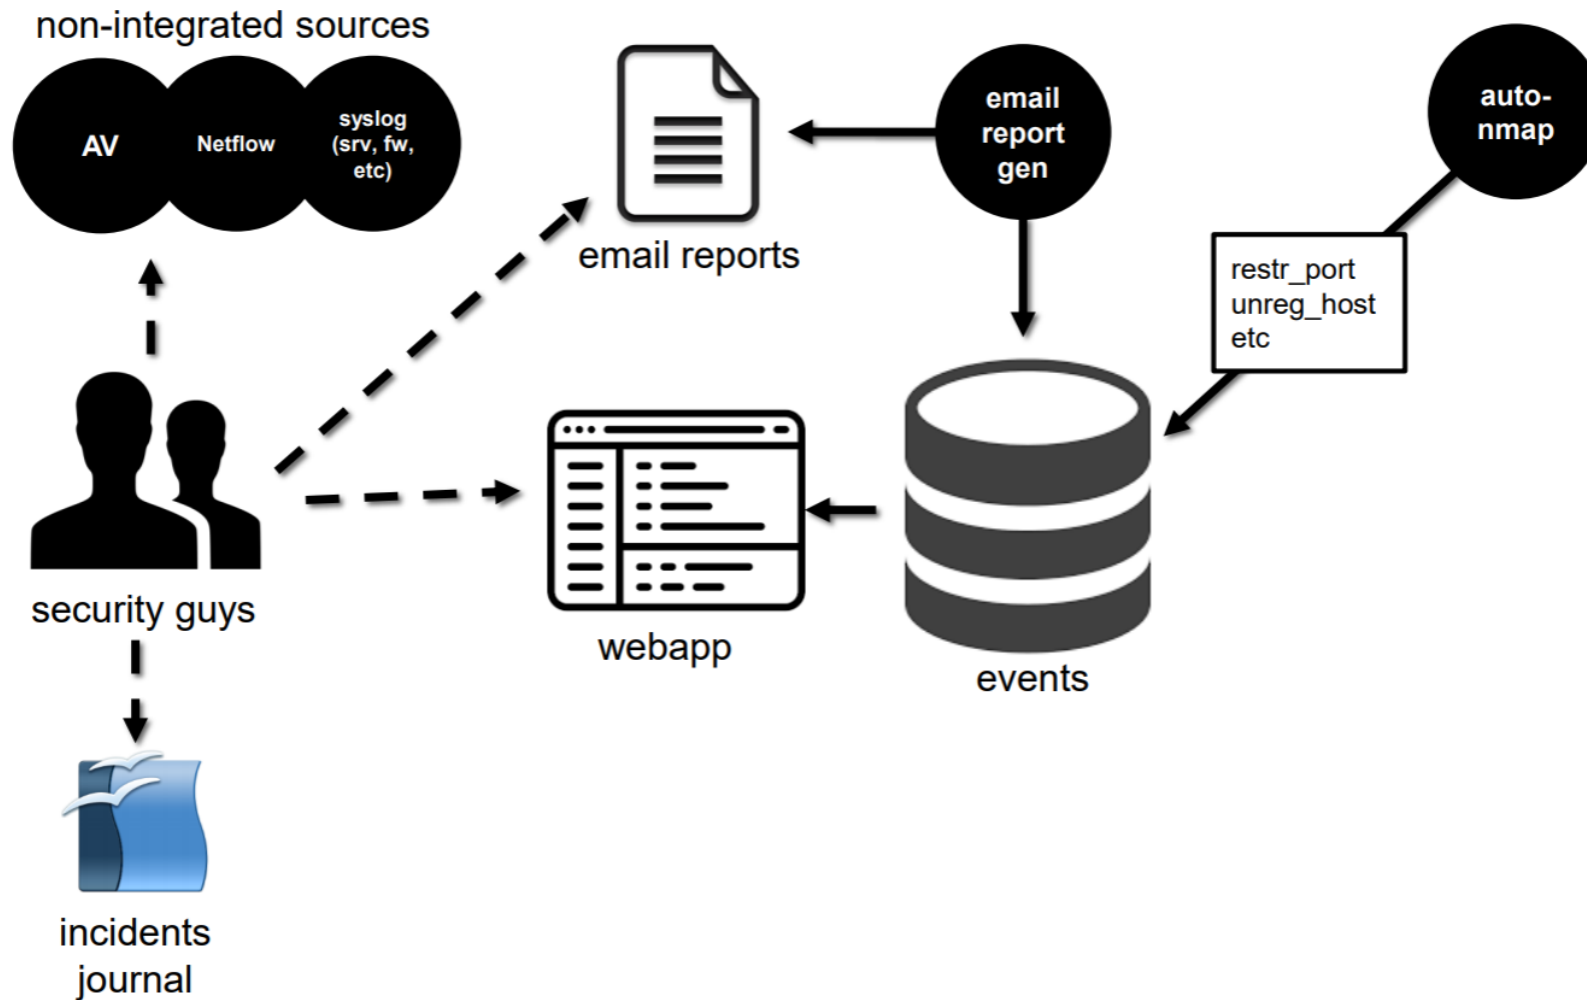 non-integrated sources
AV
Netflow
syslog
(srv, fw,
etc)
email reports
email
report
gen
auto-
nmap
restr_port
unreg_host
etc
security guys
webapp
events
incidents
journal